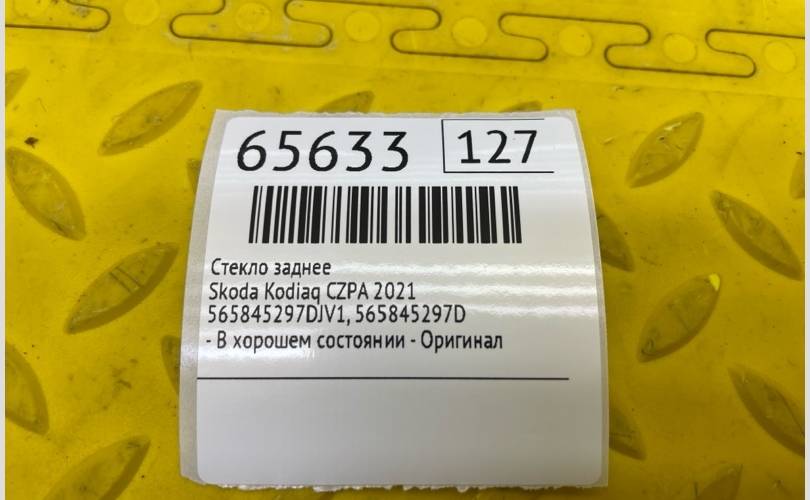 65633 127
Стекло заднее
Skoda Kodiaq CZPA 2021
565845297DJV1, 565845297D
- В хорошем состоянии - Оригинал